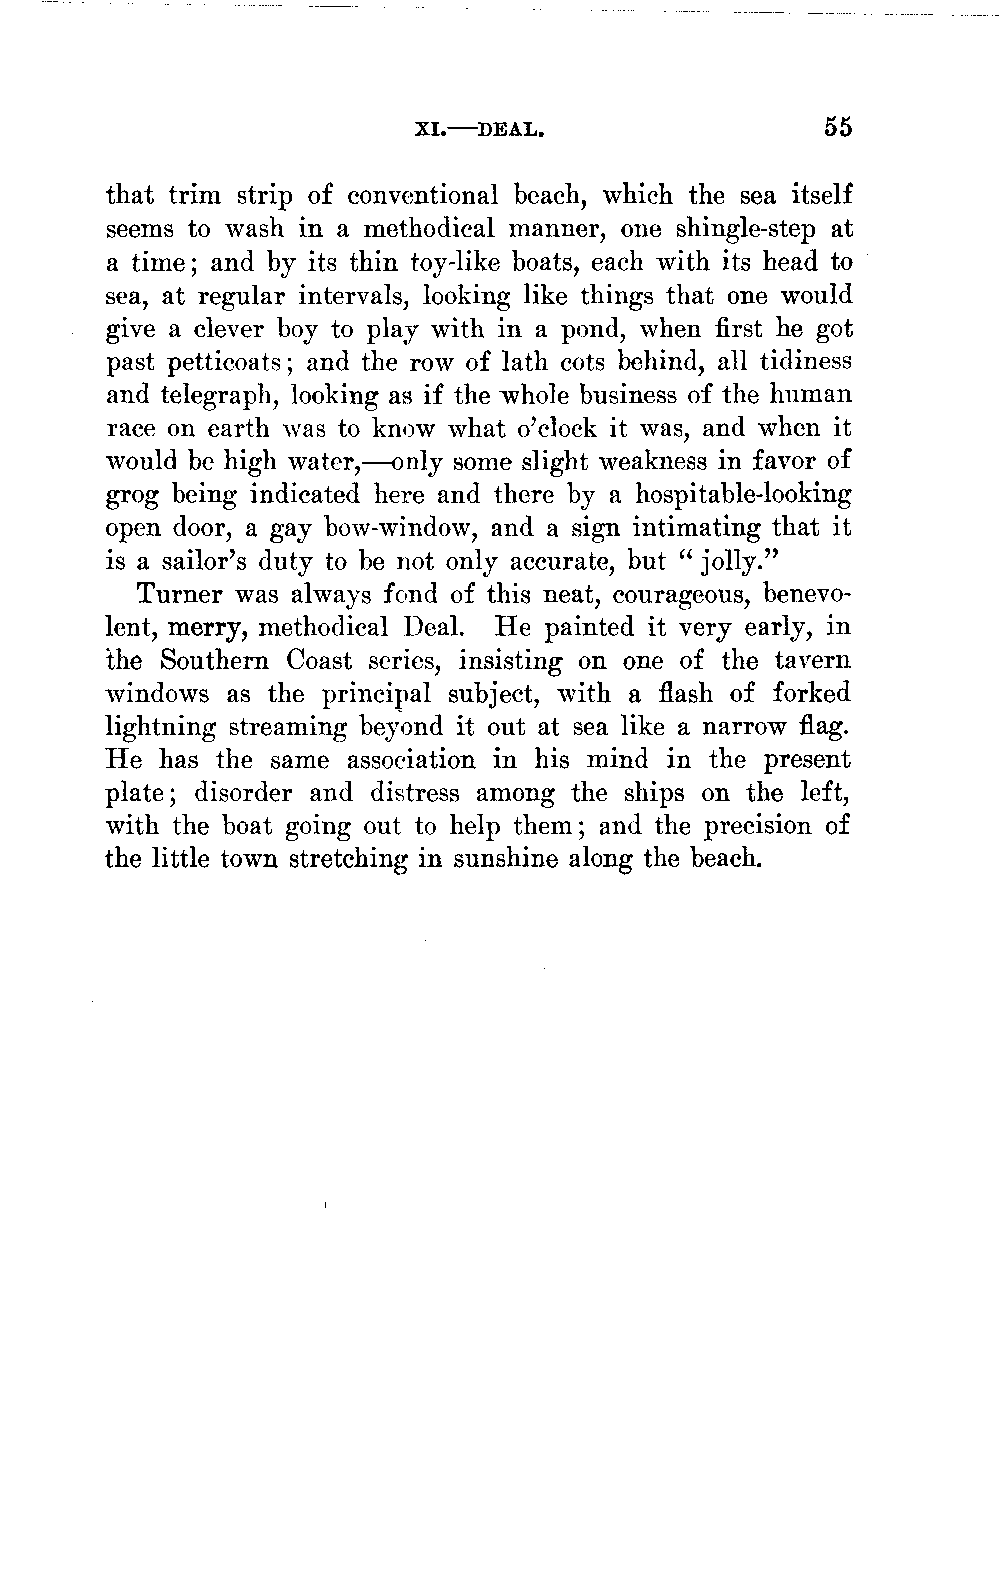 XI.—DEAL. 55
that trim strip of conventional beach, which the sea itself
seems to wash in a methodical manner, one shingle-step at
a time; and by its thin toy-like boats, each with its head to
sea, at regular intervals, looking like things that one would
give a clever boy to play with in a pond, when first he got
past petticoats; and the row of lath cots behind, all tidiness
and telegraph, looking as if the whole business of the human
race on earth was to know what o’clock it was, and when it
would be high water,—only some slight weakness in favor of
grog being indicated here and there by a hospitable-looking
open door, a gay bow-window, and a sign intimating that it
is a sailor’s duty to be not only accurate, but “jolly.”
Turner was always fond of this neat, courageous, benevo-
lent, merry, methodical Deal. He painted it very early, in
the Southern Coast series, insisting on one of the tavern
windows as the principal subject, with a flash of forked
lightning streaming beyond it out at sea like a narrow flag.
He has the same association in his mind in the present
plate; disorder and distress among the ships on the left,
with the boat going out to help them; and the precision of
the little town stretching in sunshine along the beach.